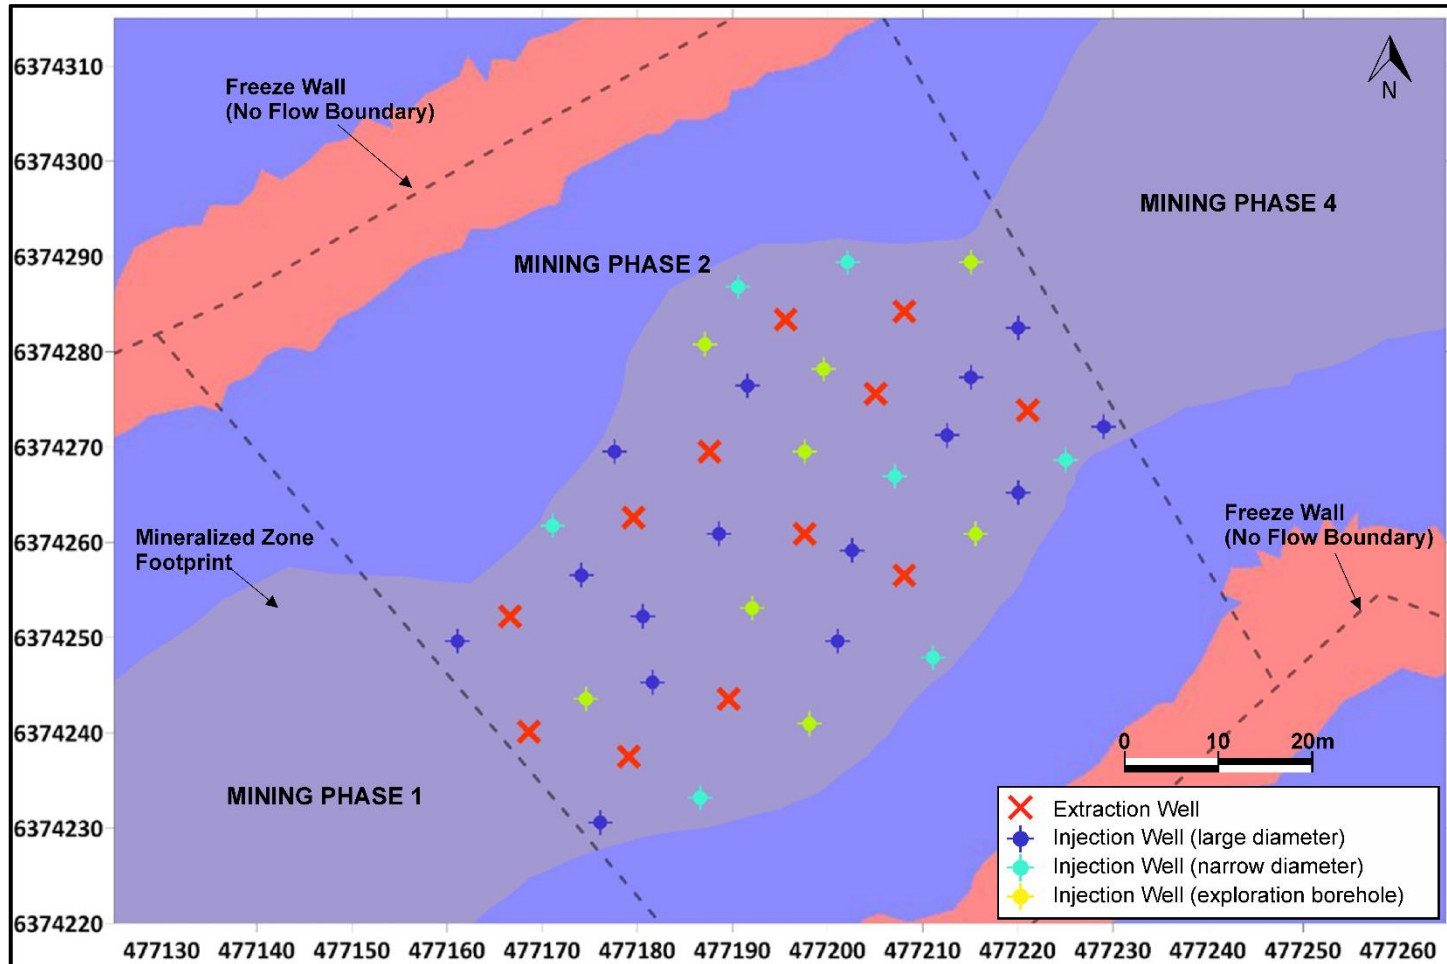 6374310
6374300
6374290
6374280
6374270
6374260
6374250
6374240
6374230
6374220
Freeze Wall
(No Flow Boundary)
N
MINING PHASE 4
MINING PHASE 2
Mineralized Zone
Footprint
Freeze Wall
(No Flow Boundary)
MINING PHASE 1
0 10 20m
Extraction Well
Injection Well (large diameter)
Injection Well (narrow diameter)
Injection Well (exploration borehole)
477130 477140 477150 477160 477170 477180 477190 477200 477210 477220 477230 477240 477250 477260